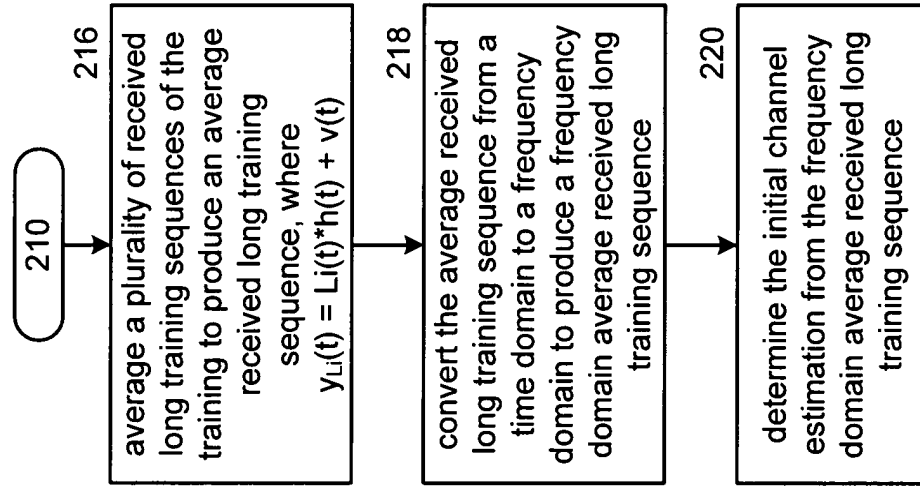 210
216
average a plurality of received
long training sequences of the
training to produce an average
received long training
sequence, where
yLi(t) = Li(t)*h(t) + v(t)
218
convert the average received
long training sequence from a
time domain to a frequency
domain to produce a frequency
domain average received long
training sequence
220
determine the initial channel
estimation from the frequency
domain average received long
training sequence